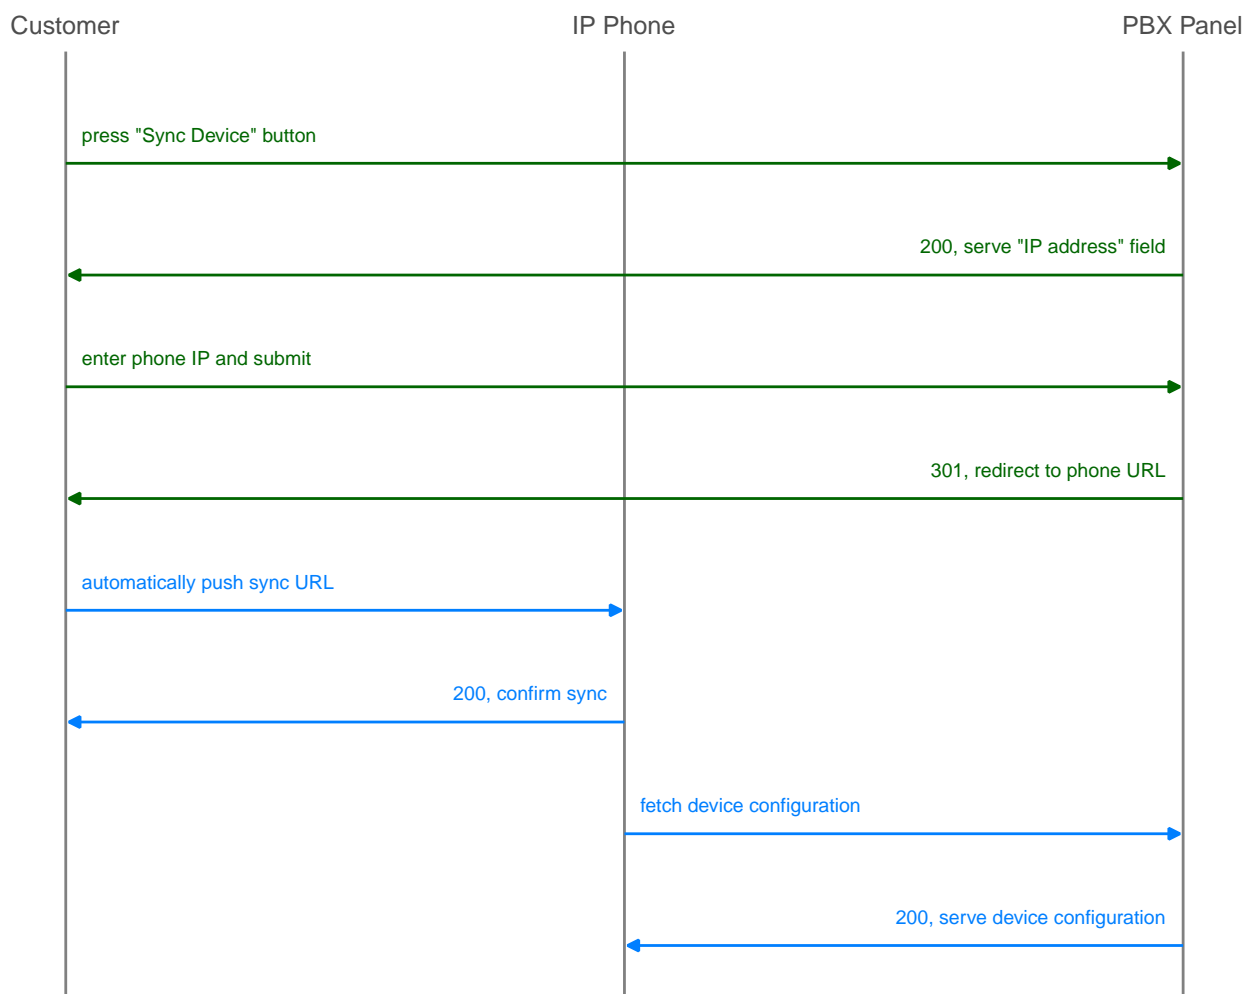 Customer
IP Phone
PBX Panel
press "Sync Device" button
200, serve "IP address" field
enter phone IP and submit
301, redirect to phone URL
automatically push sync URL
200, confirm sync
fetch device configuration
200, serve device configuration